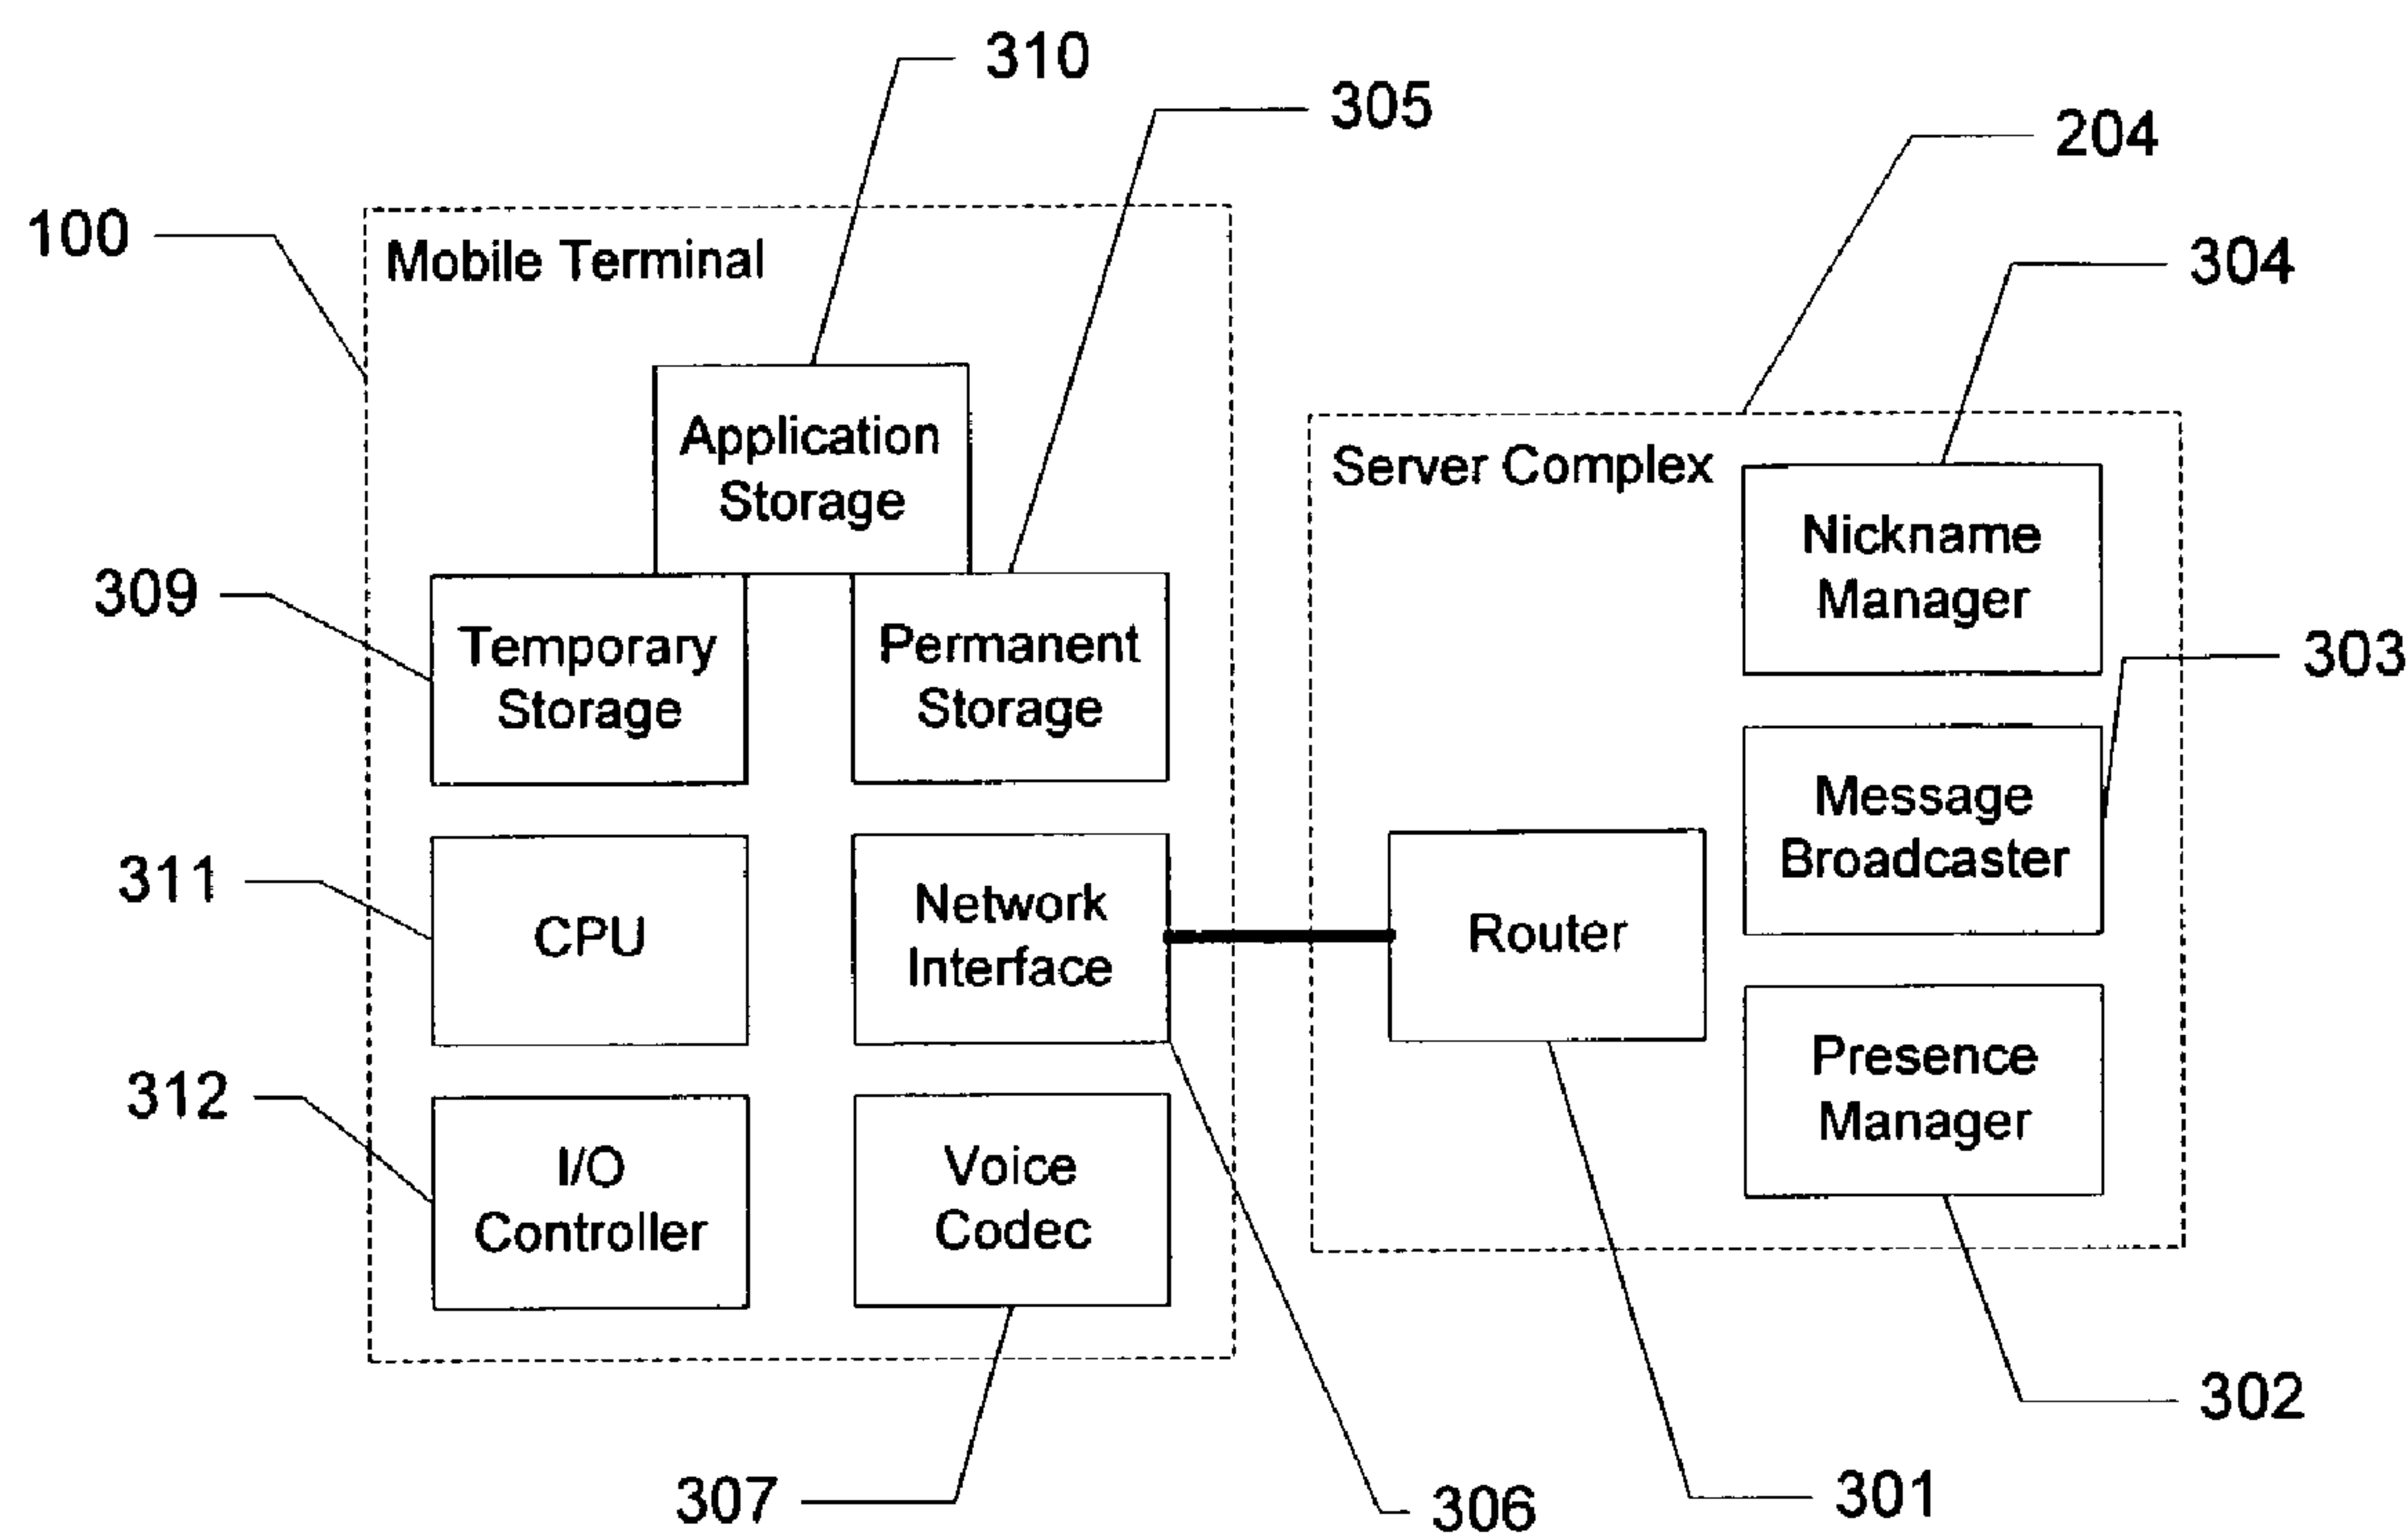 310
305
204
100
Mobile Terminal
304
Application
Storage
Server Complex
Nickname
Manager
309
Temporary
Storage
Permanent
Storage
303
Message
Broadcaster
311
CPU
Network
Interface
Router
Presence
Manager
312
I/O
Controller
Voice
Codec
302
307
306
301